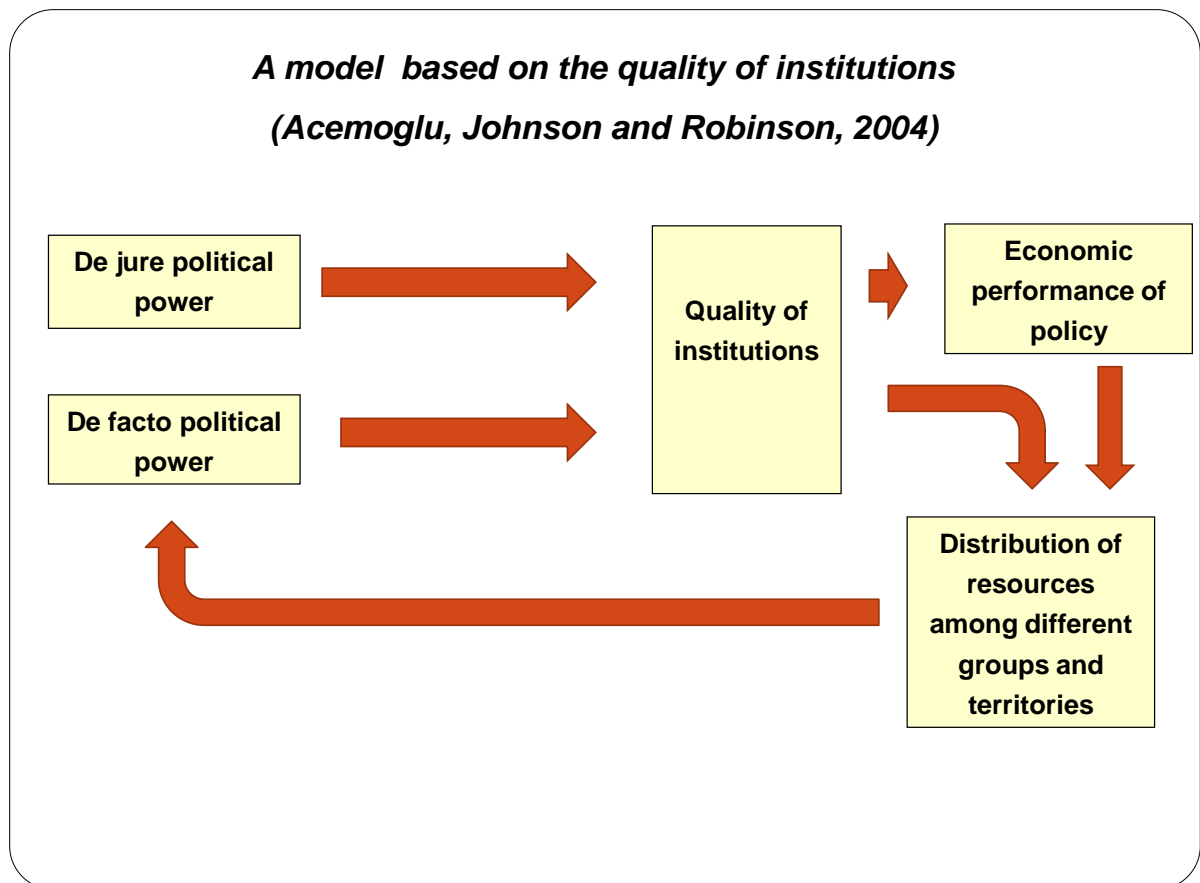 A model based on the quality of institutions
(Acemoglu, Johnson and Robinson, 2004)
De jure political
power
De facto political
power
Quality of
institutions
Economic
performance of
policy
Distribution of
resources
among different
groups and
territories